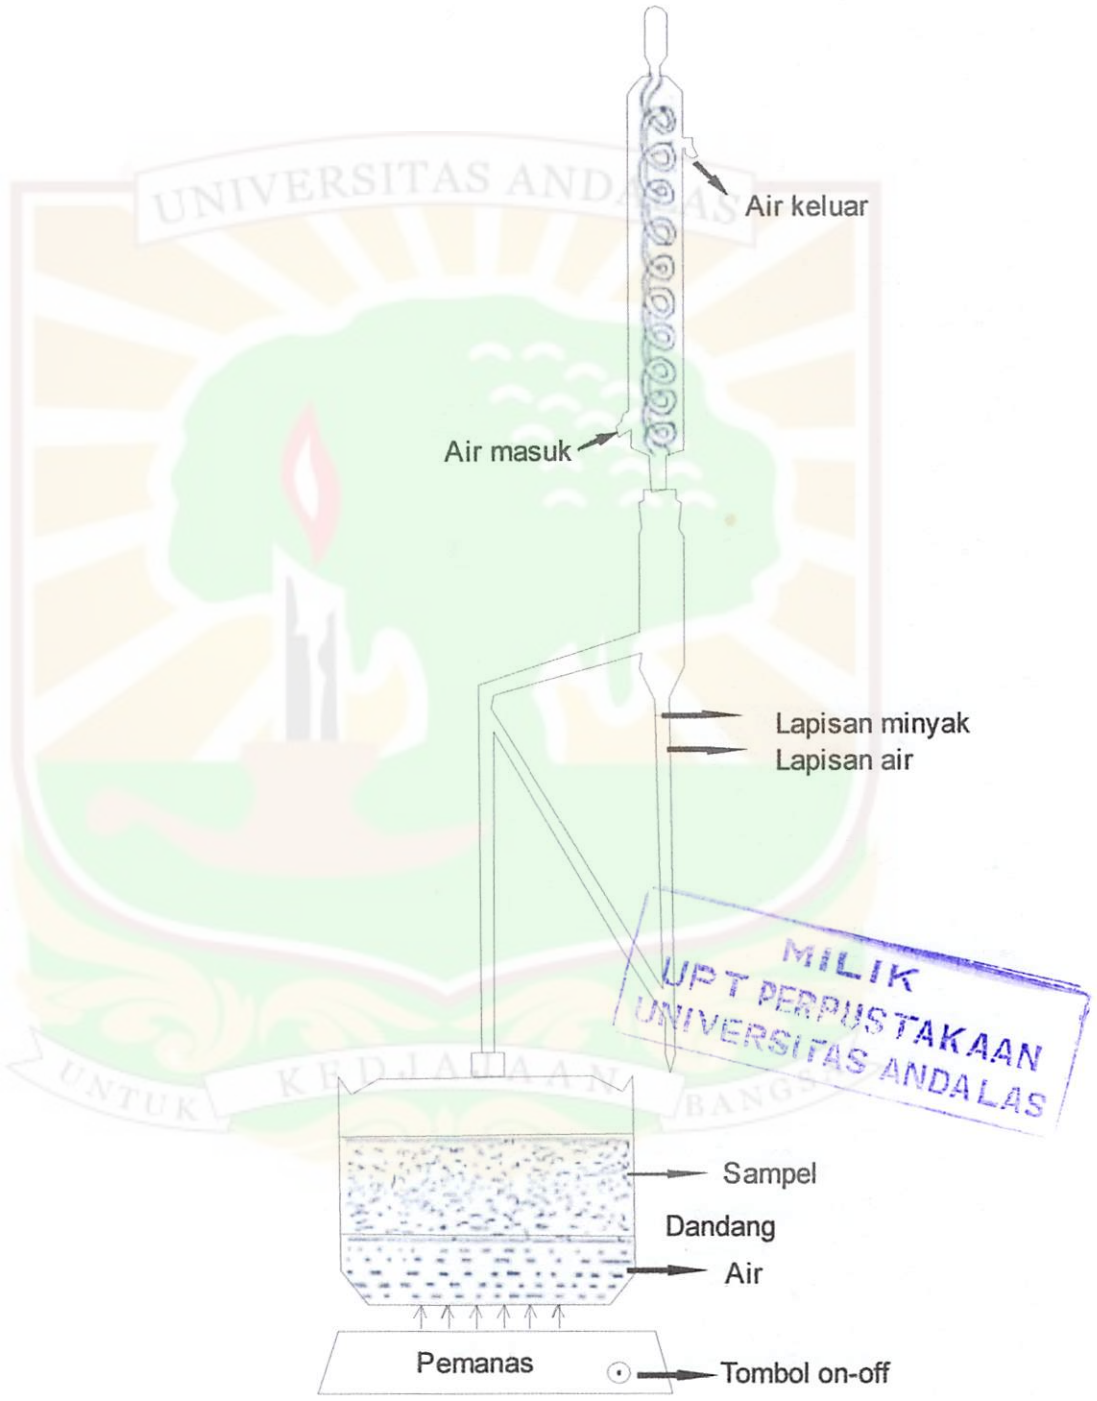 UNIVERSITAS ANDALAS
Air keluar
Air masuk
Lapisan minyak
Lapisan air
MILIK
UPT PERPUSTAKAAN
UNIVERSITAS ANDALAS
UNTUK KEDJAJAAN BANGSA
Sampel
Dandang
Air
Pemanas
Tombol on-off